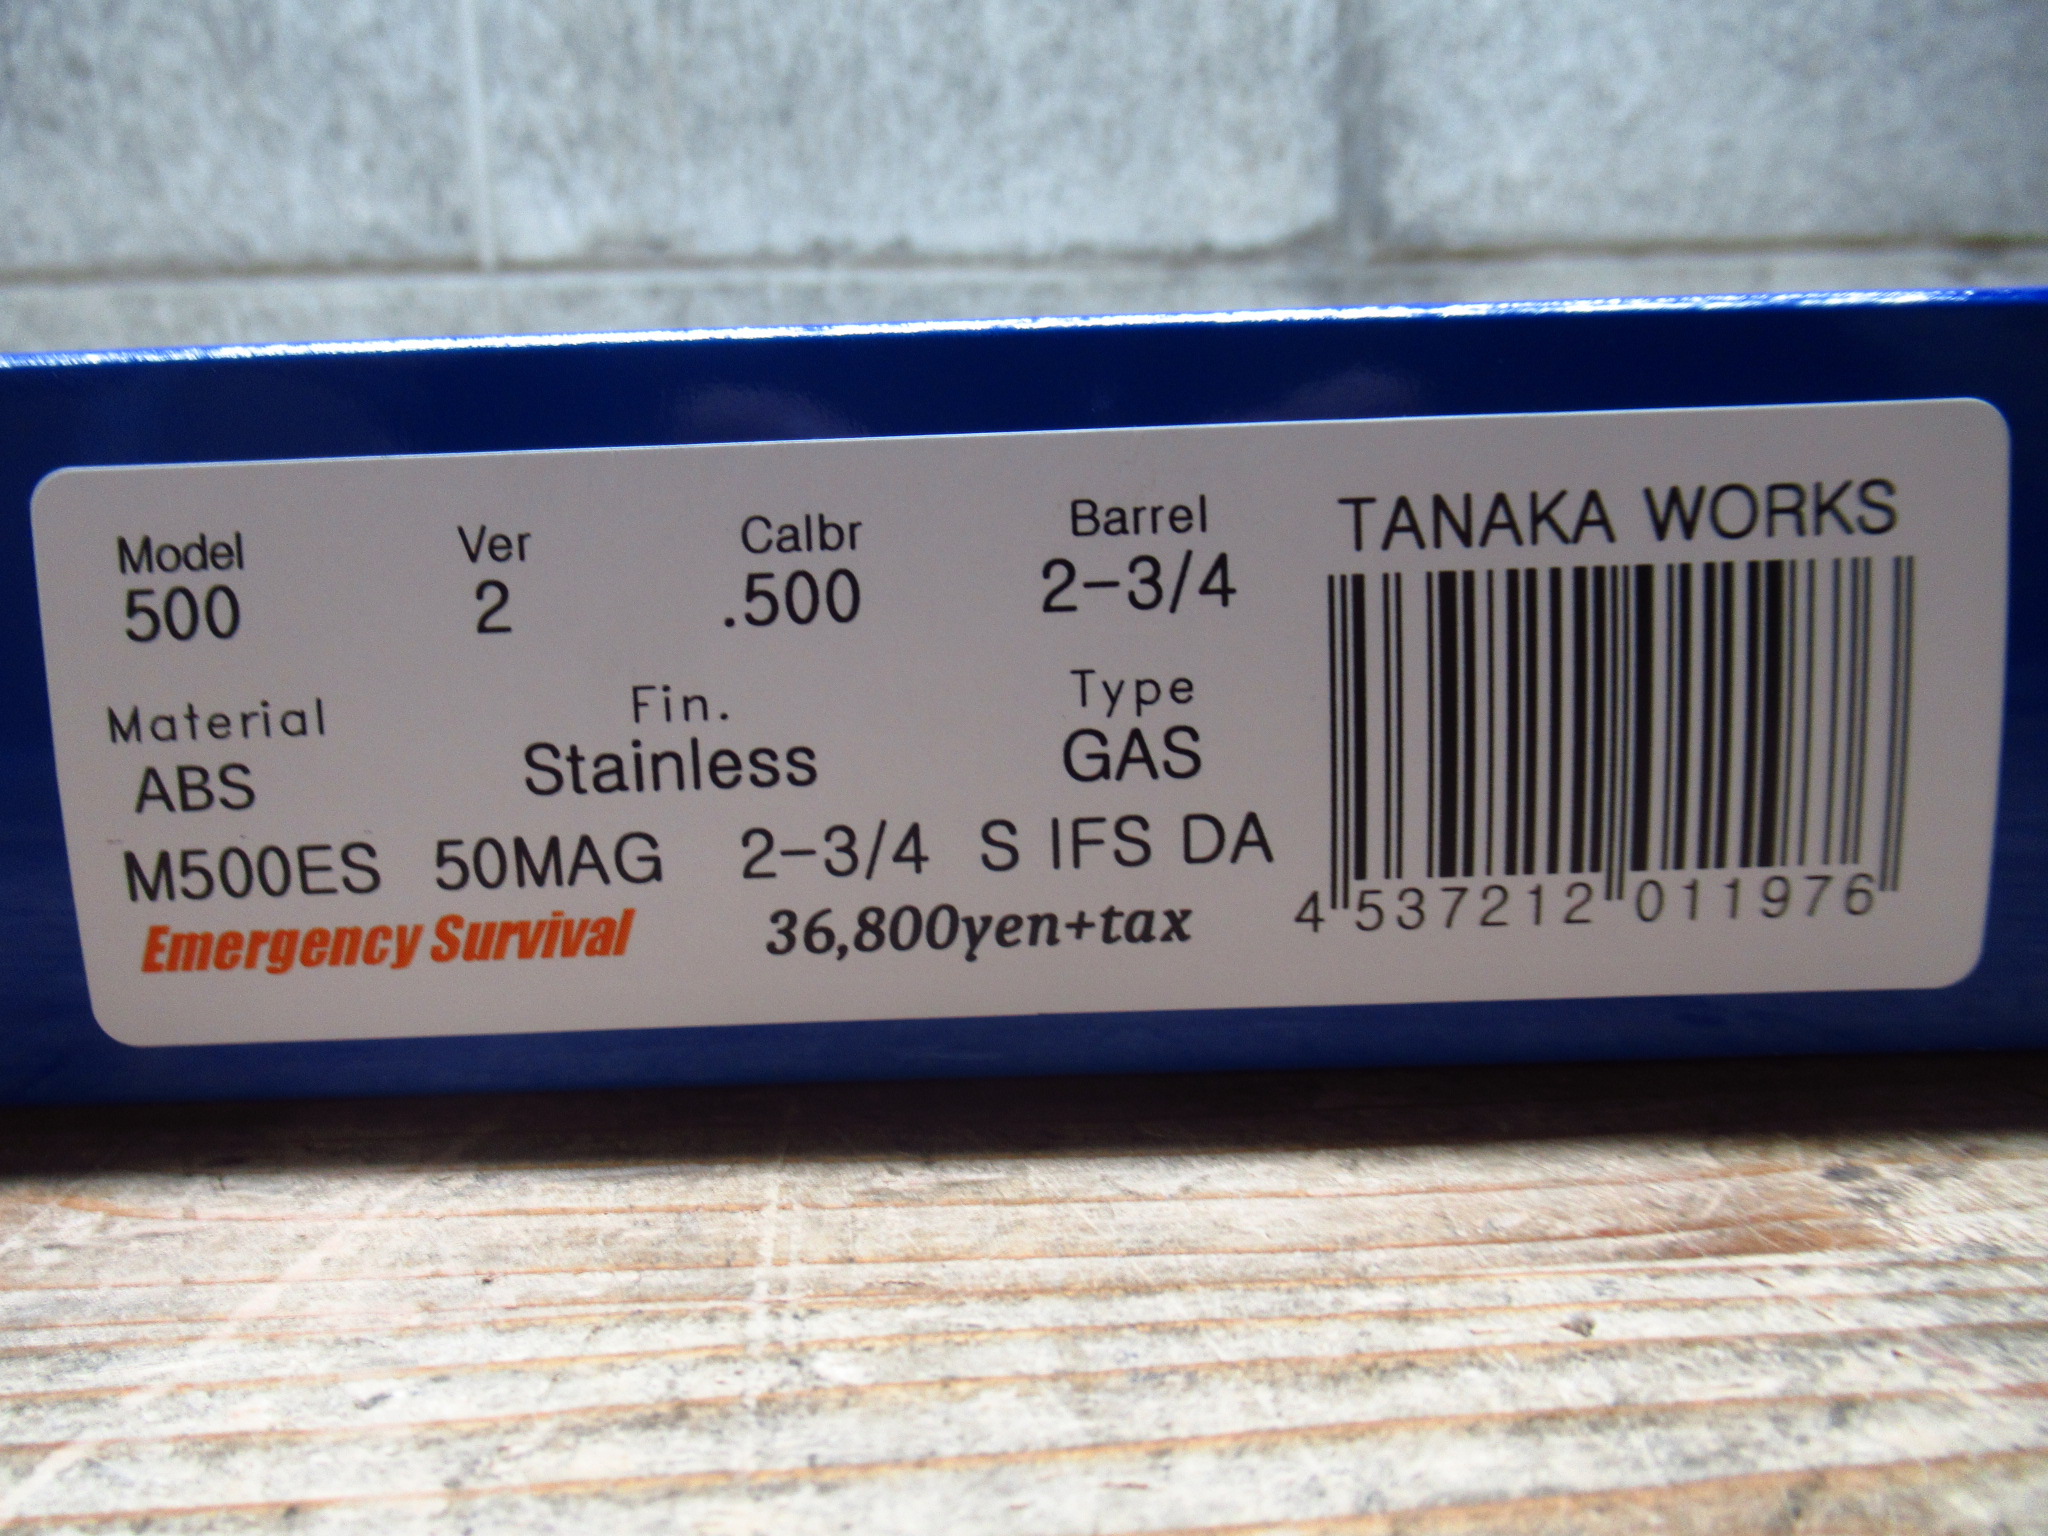 Model Ver Calbr Barrel TANAKA WORKS
500 2 .500 2-3/4
Material Fin. Type
ABS Stainless GAS
M500ES 50MAG 2-3/4 S IFS DA
Emergency Survival 36,800yen+tax
4 537212 011976